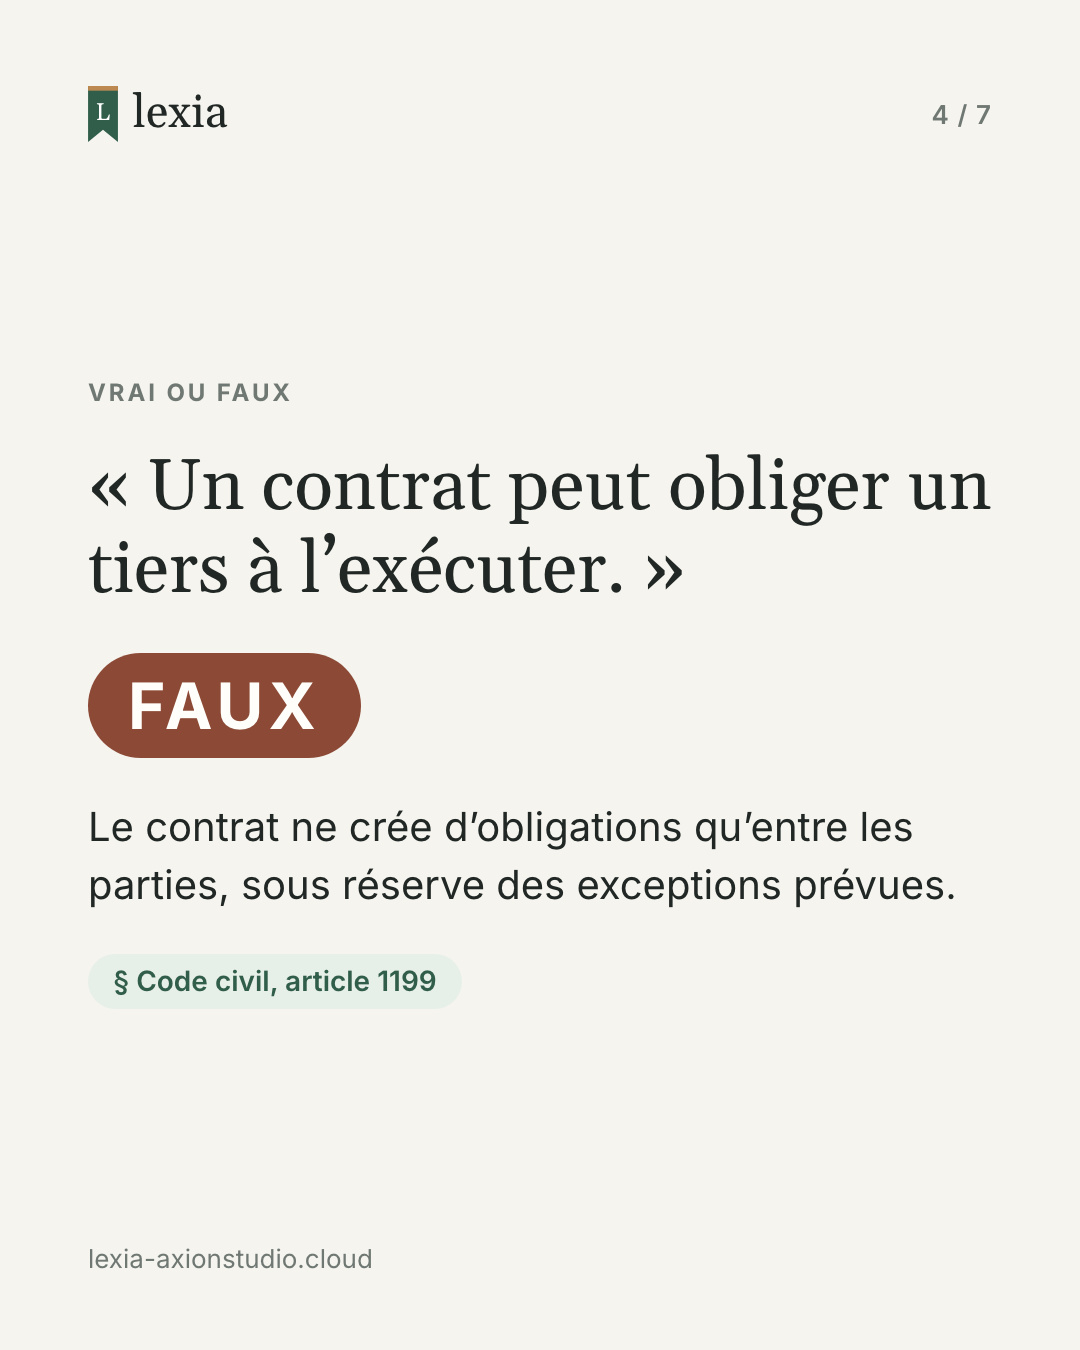 L lexia
4 / 7
VRAI OU FAUX
« Un contrat peut obliger un
tiers à l’exécuter. »
FAUX
Le contrat ne crée d’obligations qu’entre les
parties, sous réserve des exceptions prévues.
§ Code civil, article 1199
lexia-axionstudio.cloud